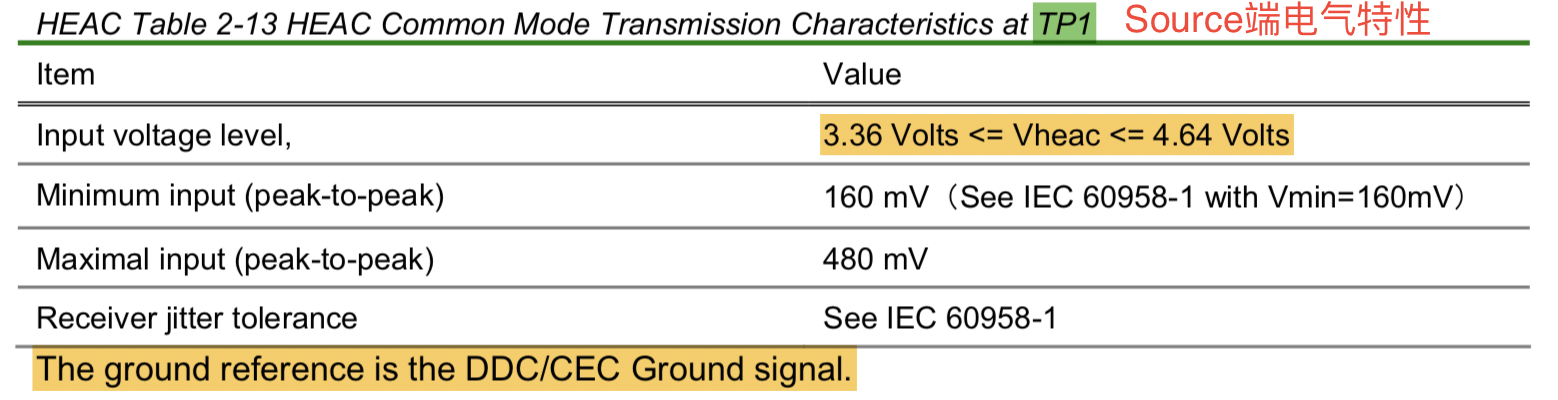 HEAC Table 2-13 HEAC Common Mode Transmission Characteristics at TP1 Source端电气特性
Item Value
Input voltage level, 3.36 Volts <= Vheac <= 4.64 Volts
Minimum input (peak-to-peak) 160 mV（See IEC 60958-1 with Vmin=160mV）
Maximal input (peak-to-peak) 480 mV
Receiver jitter tolerance See IEC 60958-1
The ground reference is the DDC/CEC Ground signal.